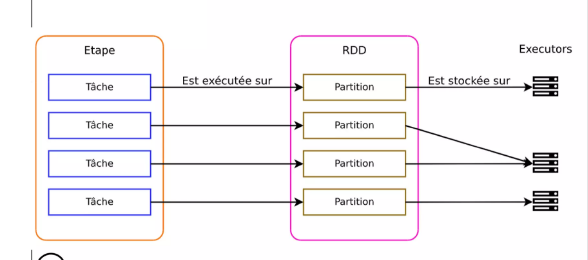 Etape
RDD
Executors
Tâche
Est exécutée sur
Partition
Est stockée sur
Tâche
Partition
Tâche
Partition
Tâche
Partition